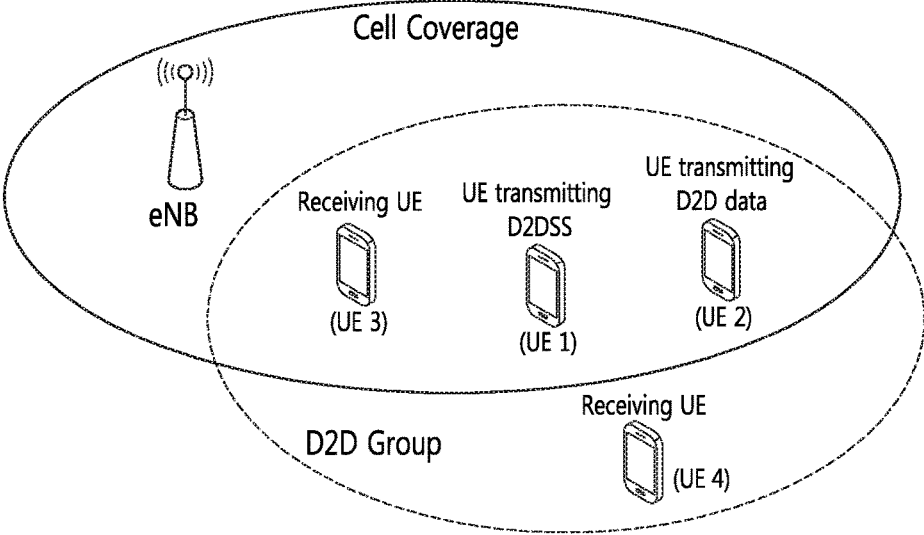 Cell Coverage
eNB
Receiving UE
(UE 3)
UE transmitting
D2DSS
(UE 1)
UE transmitting
D2D data
(UE 2)
D2D Group
Receiving UE
(UE 4)